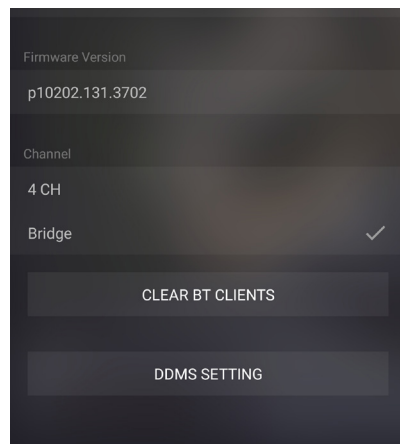 Firmware Version
p10202.131.3702
Channel
4 CH
Bridge
CLEAR BT CLIENTS
DDMS SETTING